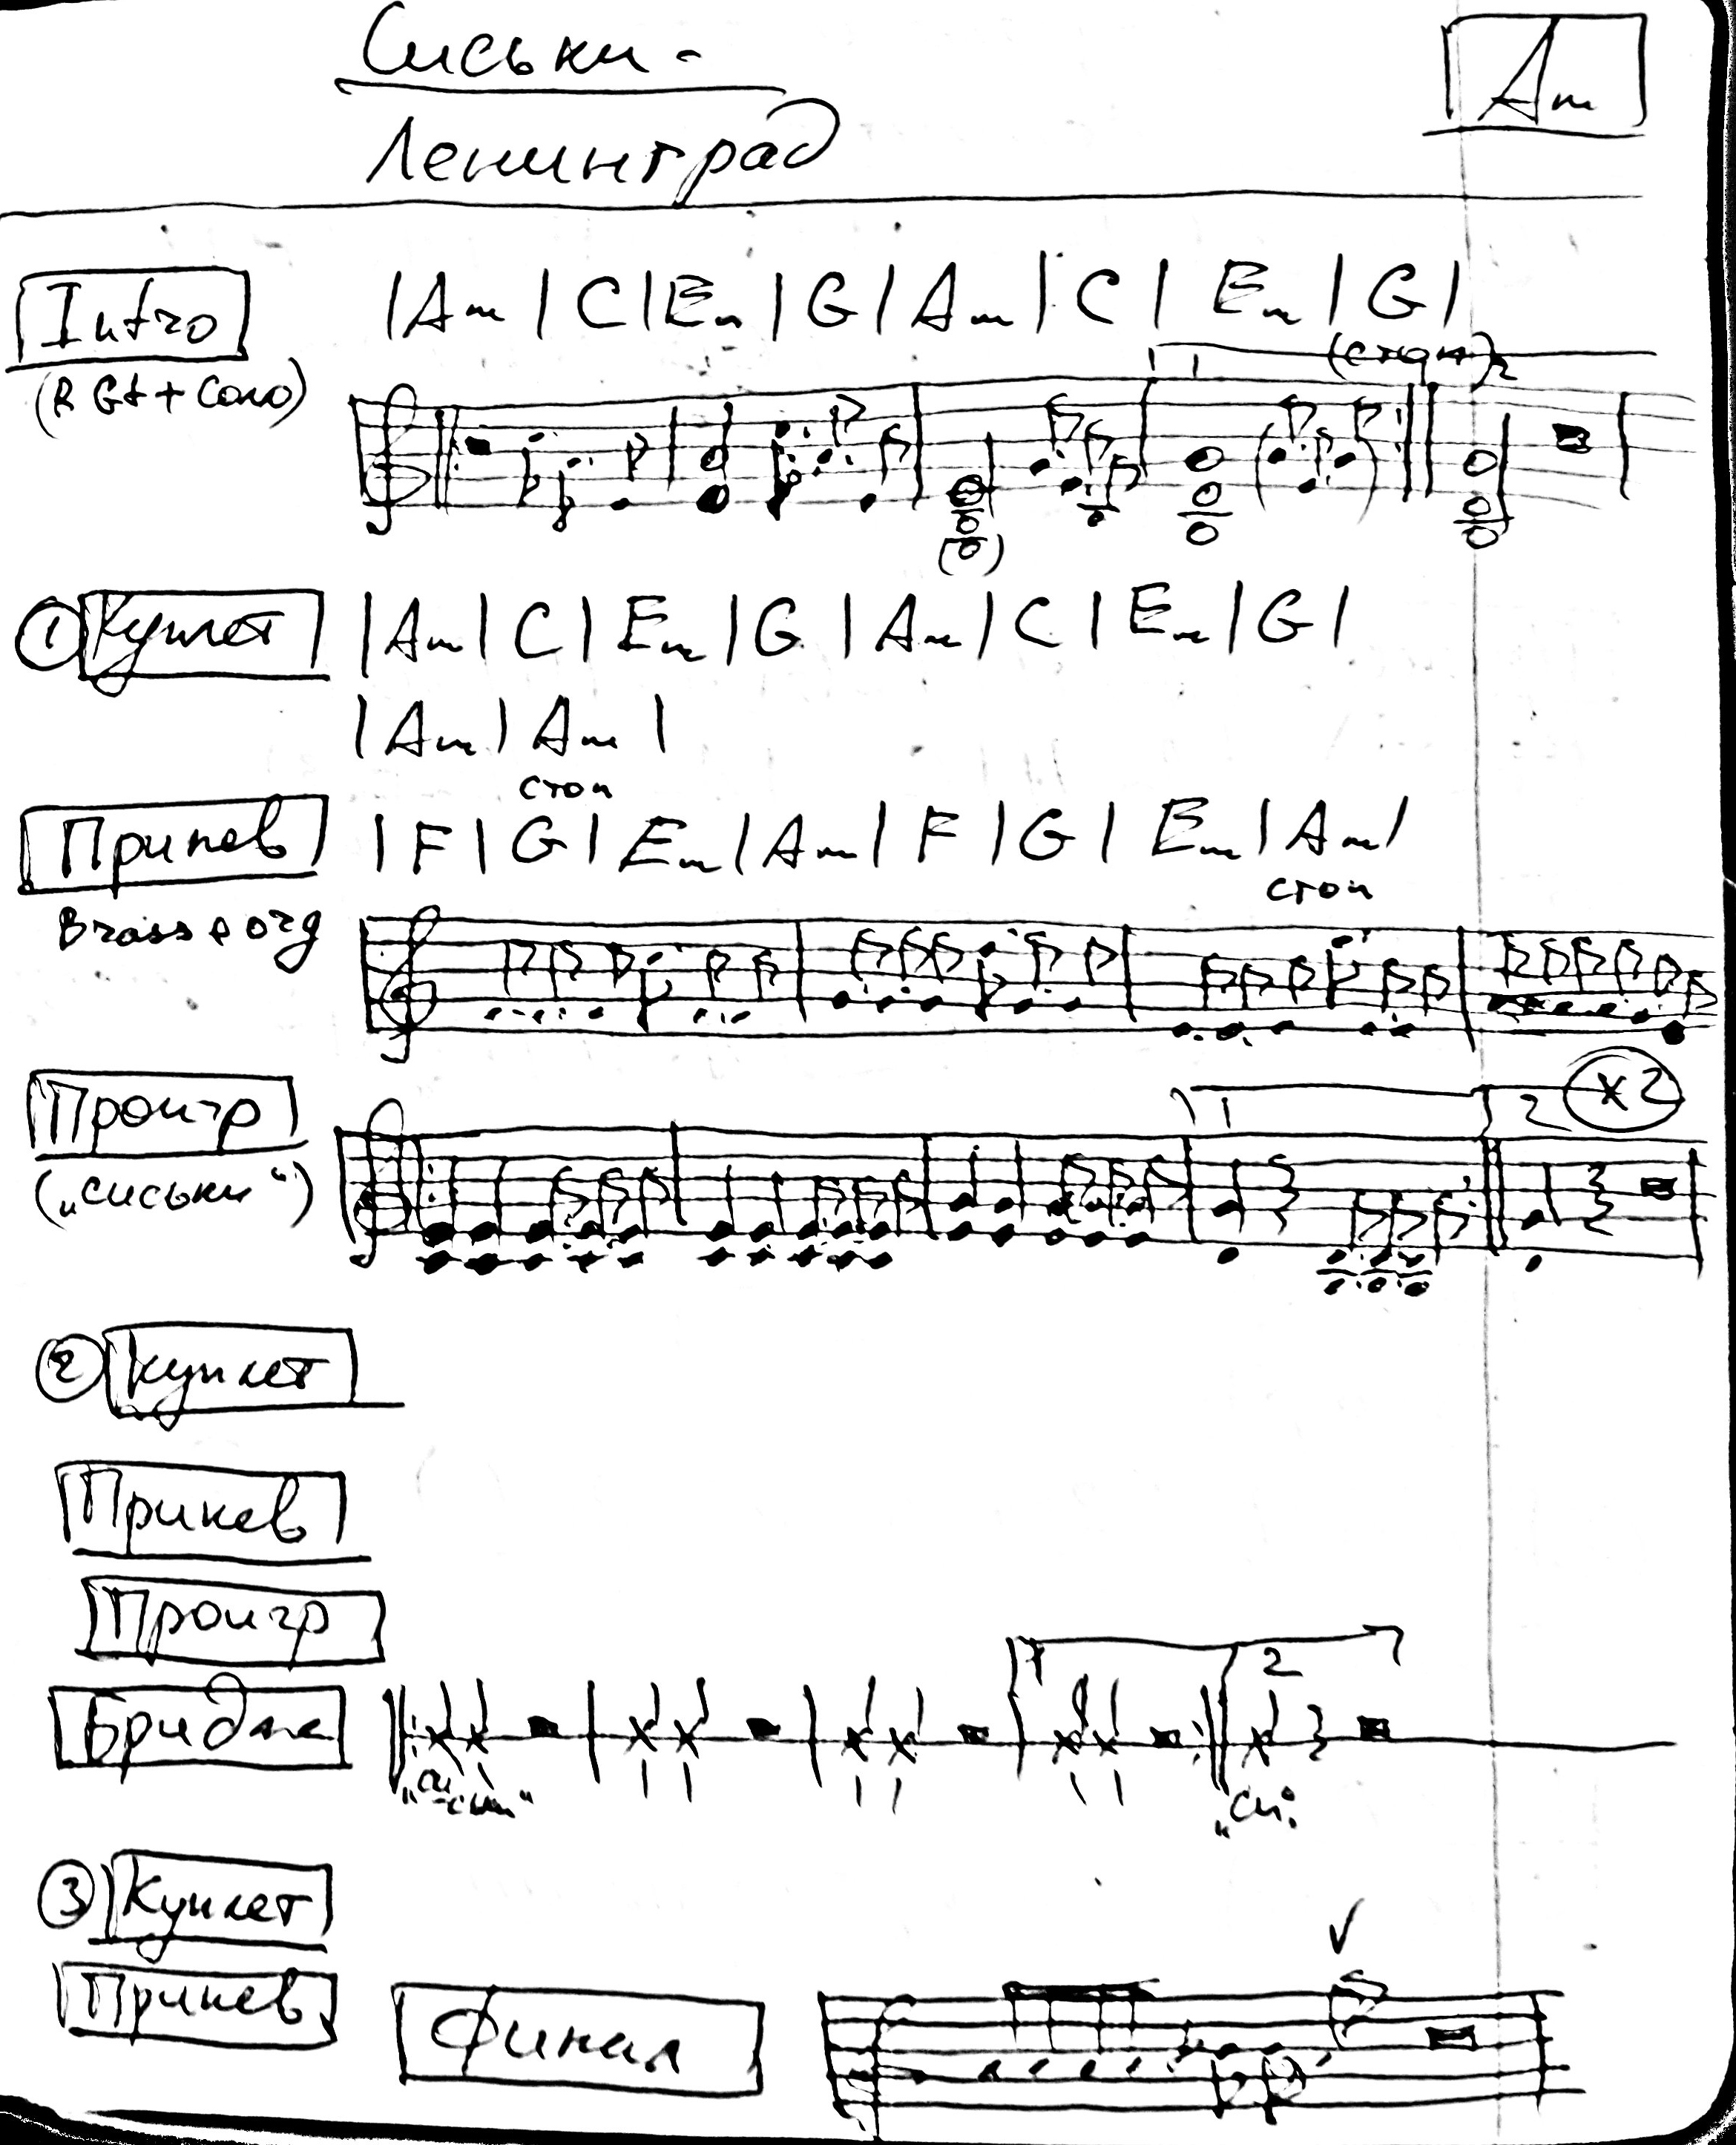 Сиськи -
Ленинград
Am
Intro
| Am | C | Em | G | Am | C | Em | G |
(R Gt + Соло)
(стоп)
1 2
① Куплет
| Am | C | Em | G | Am | C | Em | G |
| Am | Am |
стоп
Припев
| F | G | Em | Am | F | G | Em | Am |
стоп
Brass e org
Проигр
1 2 x2
(„сиськи“)
② Куплет
Припев
Проигр
1 2
Бридж
„Си
-ськи“
„Си“
③ Куплет
Припев
Финал